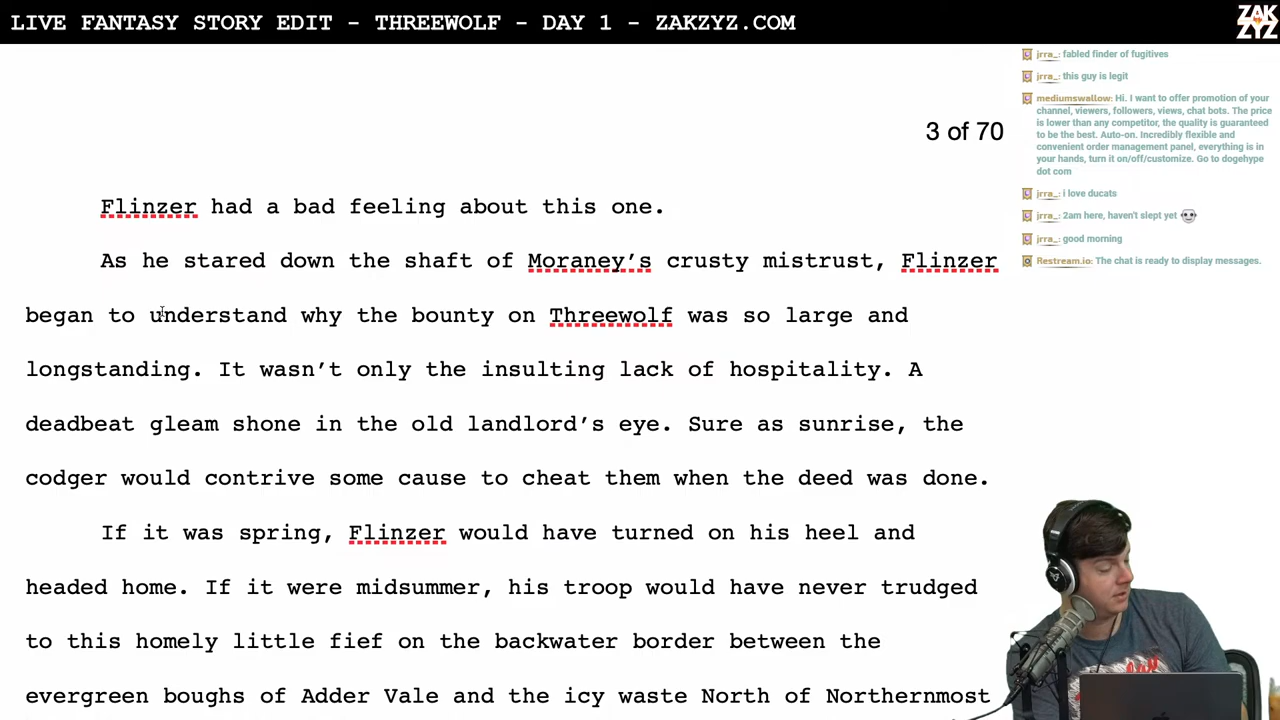 LIVE FANTASY STORY EDIT - THREEWOLF - DAY 1 - ZAKZYZ.COM
ZAK
ZYZ
3 of 70
Flinzer had a bad feeling about this one.
As he stared down the shaft of Moraney’s crusty mistrust, Flinzer
began to understand why the bounty on Threewolf was so large and
longstanding. It wasn’t only the insulting lack of hospitality. A
deadbeat gleam shone in the old landlord’s eye. Sure as sunrise, the
codger would contrive some cause to cheat them when the deed was done.
If it was spring, Flinzer would have turned on his heel and
headed home. If it were midsummer, his troop would have never trudged
to this homely little fief on the backwater border between the
evergreen boughs of Adder Vale and the icy waste North of Northernmost
jrra_: fabled finder of fugitives
jrra_: this guy is legit
mediumswallow: Hi. I want to offer promotion of your
channel, viewers, followers, views, chat bots. The price
is lower than any competitor, the quality is guaranteed
to be the best. Auto-on. Incredibly flexible and
convenient order management panel, everything is in
your hands, turn it on/off/customize. Go to dogehype
dot com
jrra_: i love ducats
jrra_: 2am here, haven't slept yet
jrra_: good morning
Restream.io: The chat is ready to display messages.